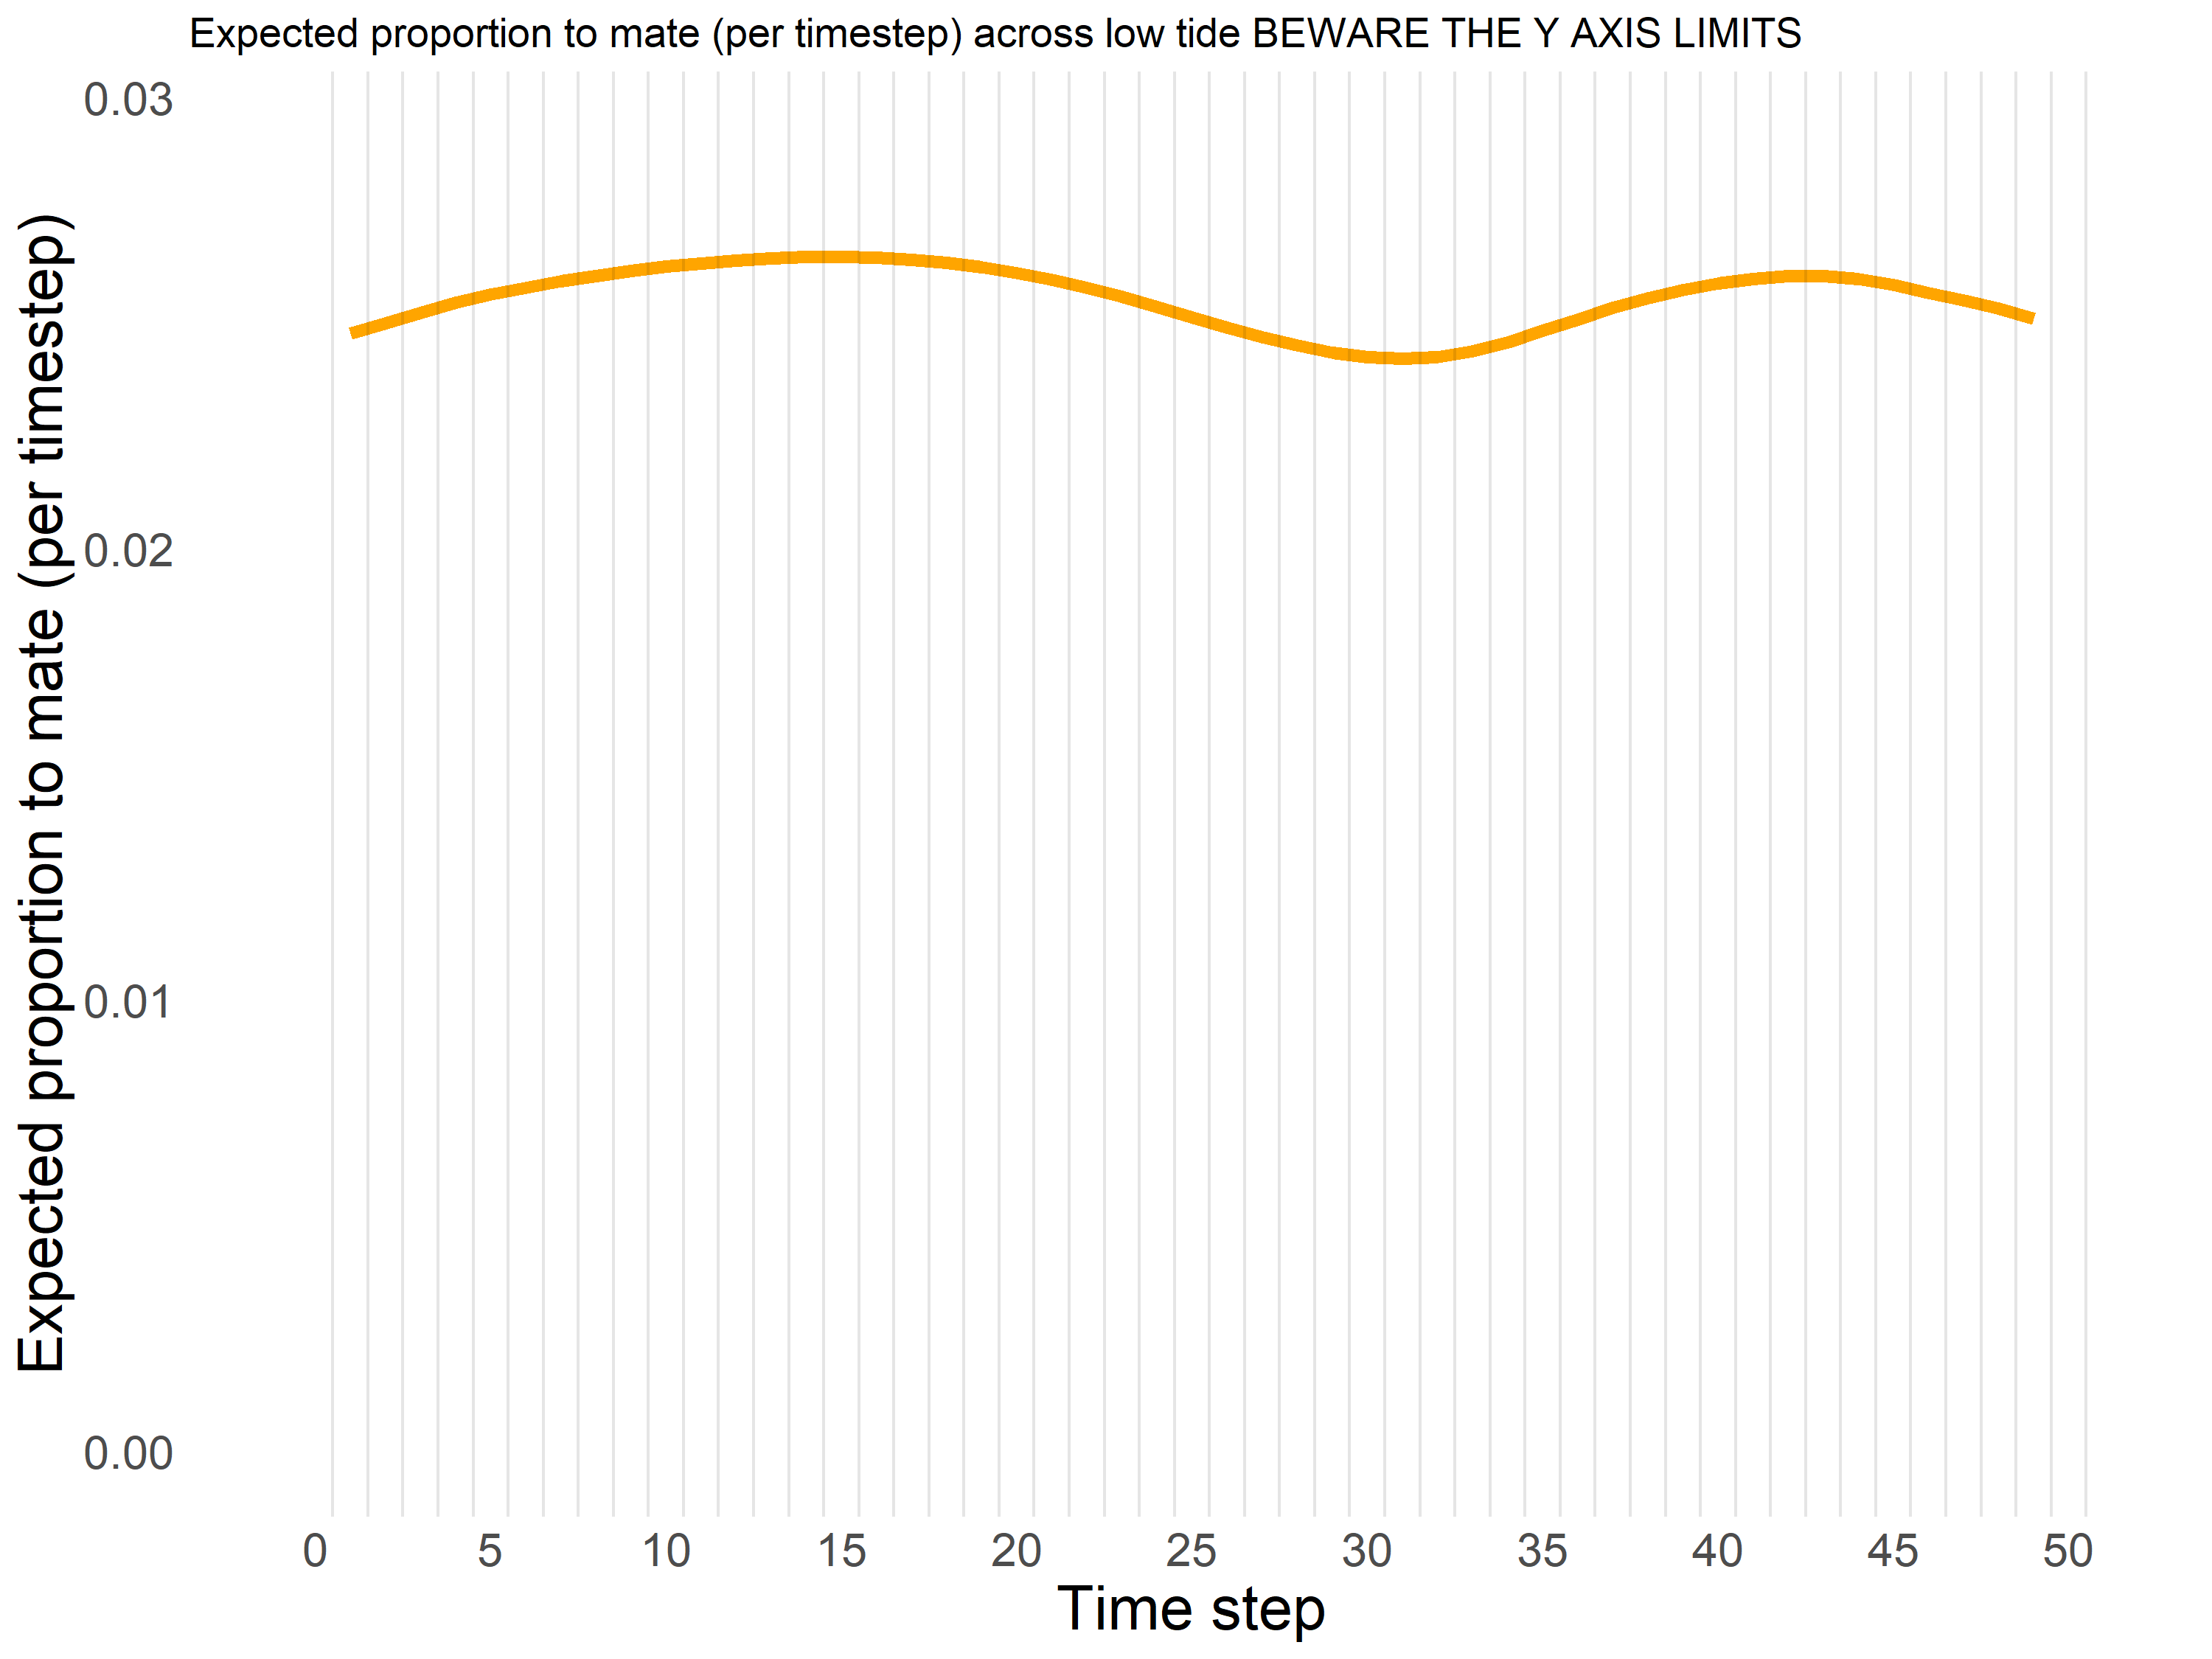 Expected proportion to mate (per timestep) across low tide BEWARE THE Y AXIS LIMITS
Expected proportion to mate (per timestep)
0.03
0.02
0.01
0.00
0 5 10 15 20 25 30 35 40 45 50
Time step